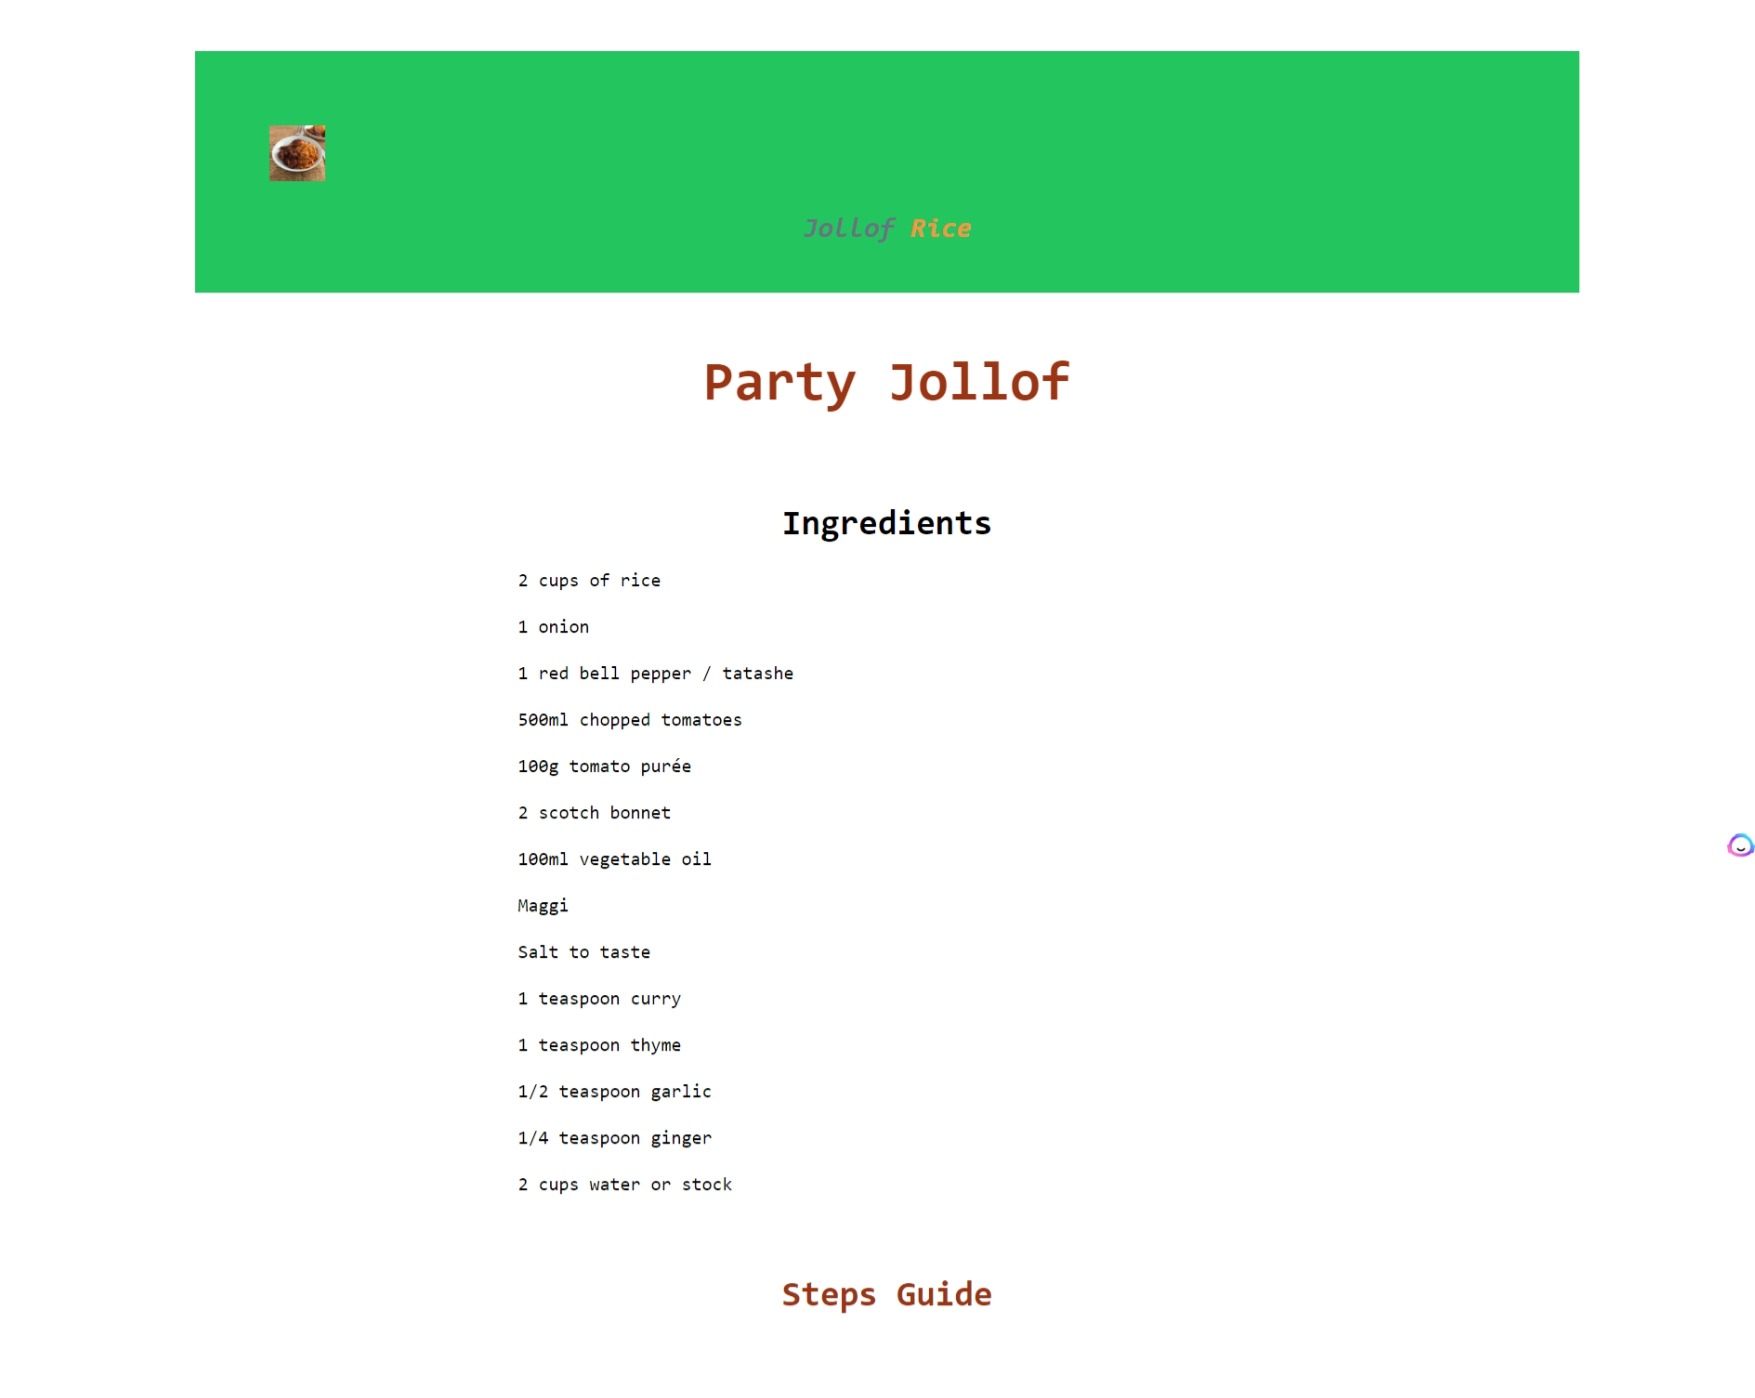 Jollof Rice
Party Jollof
Ingredients
2 cups of rice
1 onion
1 red bell pepper / tatashe
500ml chopped tomatoes
100g tomato purée
2 scotch bonnet
100ml vegetable oil
Maggi
Salt to taste
1 teaspoon curry
1 teaspoon thyme
1/2 teaspoon garlic
1/4 teaspoon ginger
2 cups water or stock
Steps Guide